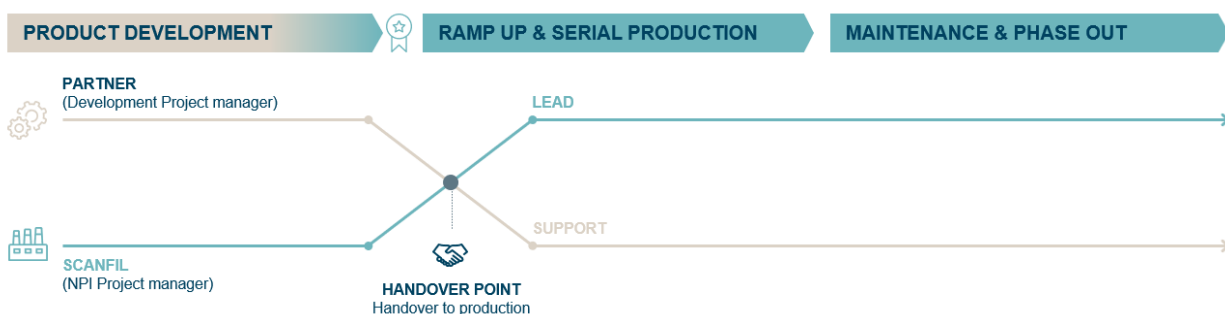 PRODUCT DEVELOPMENT
RAMP UP & SERIAL PRODUCTION
MAINTENANCE & PHASE OUT
PARTNER
(Development Project manager)
LEAD
SUPPORT
SCANFIL
(NPI Project manager)
HANDOVER POINT
Handover to production